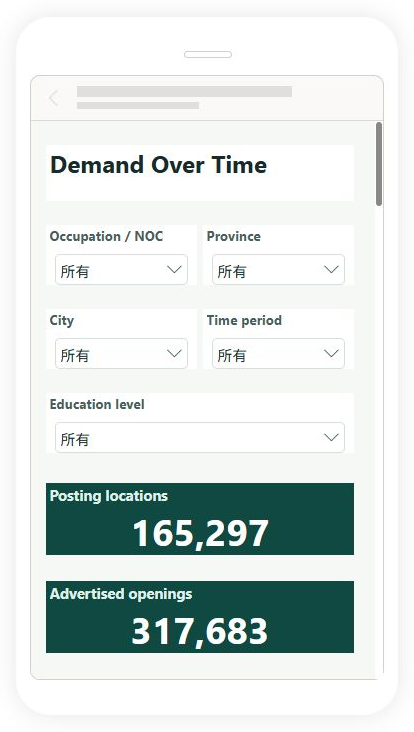 Demand Over Time
Occupation / NOC
Province
所有
所有
City
Time period
所有
所有
Education level
所有
Posting locations
165,297
Advertised openings
317,683